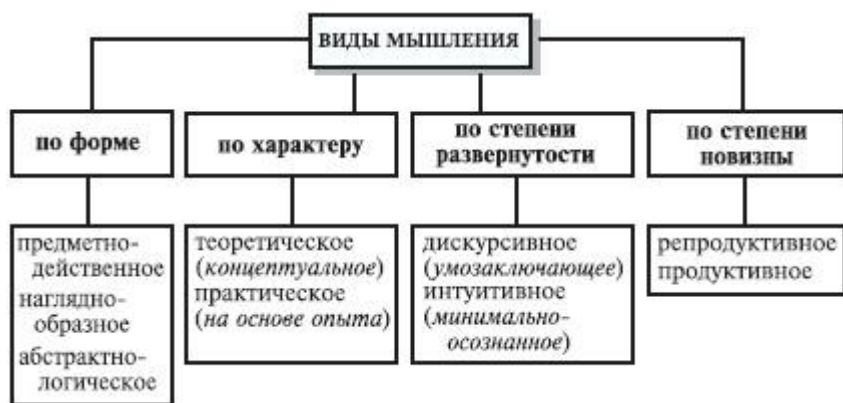 ВИДЫ МЫШЛЕНИЯ
по форме
по характеру
по степени
развернутости
по степени
новизны
предметно-
действенное
наглядно-
образное
абстрактно-
логическое
теоретическое
(концептуальное)
практическое
(на основе опыта)
дискурсивное
(умозаключающее)
интуитивное
(минимально-
осознанное)
репродуктивное
продуктивное